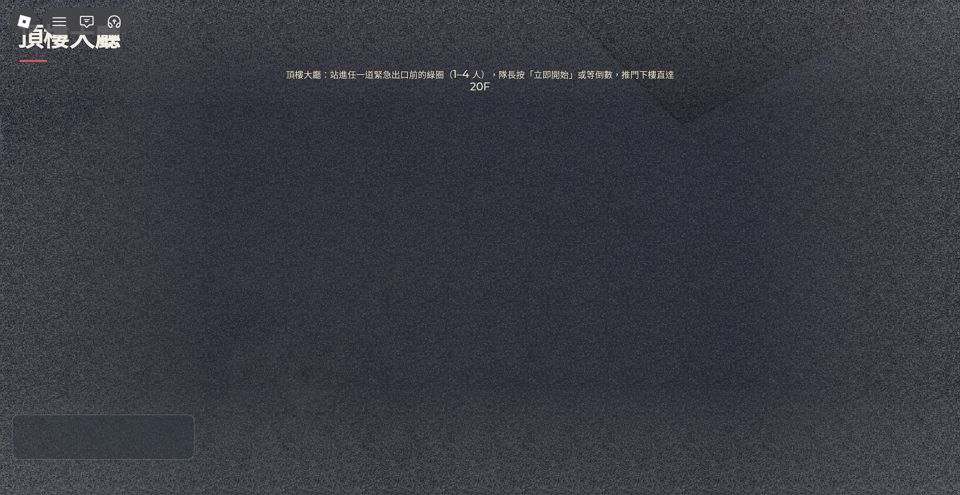 頂樓大廳
頂樓大廳：站進任一道緊急出口前的綠圈（1–4 人），隊長按「立即開始」或等倒數，推門下樓直達
20F